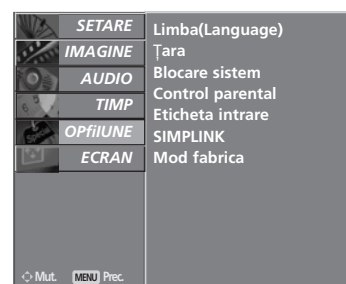 SETARE
IMAGINE
AUDIO
TIMP
OPfiIUNE
ECRAN
Limba(Language)
Ţara
Blocare sistem
Control parental
Eticheta intrare
SIMPLINK
Mod fabrica
Mut. MENU Prec.